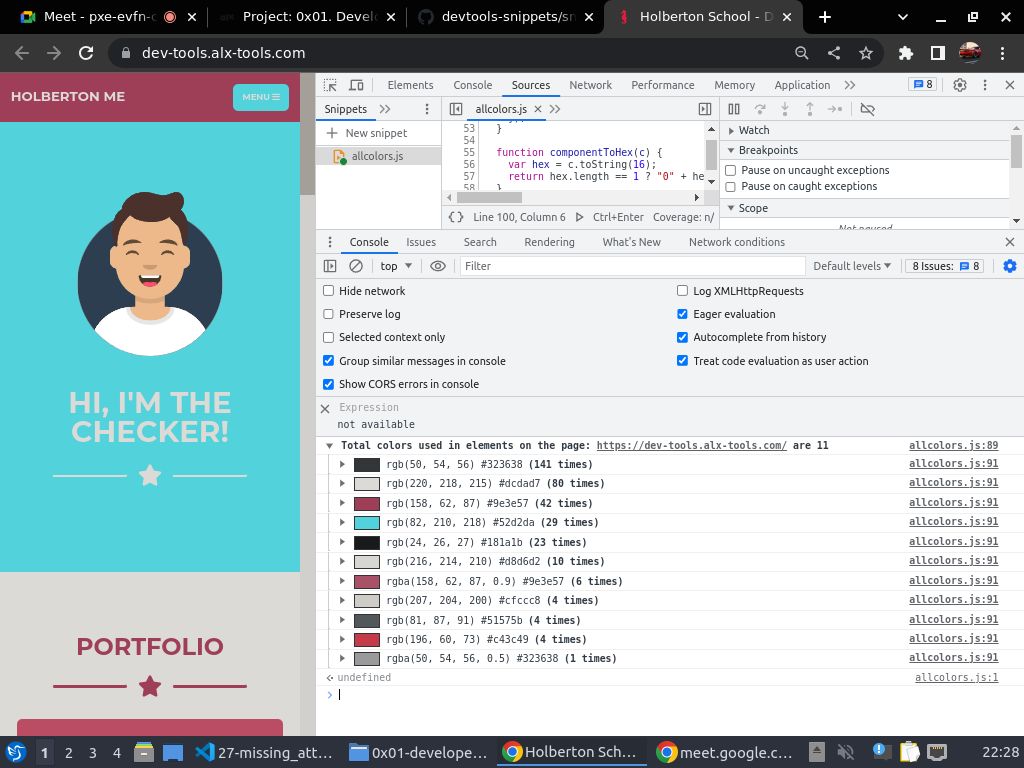 Meet - pxe-evfn-c
Project: 0x01. Devel
devtools-snippets/sn
Holberton School - D
dev-tools.alx-tools.com
HOLBERTON ME
MENU
HI, I'M THE
CHECKER!
PORTFOLIO
Elements Console Sources Network Performance Memory Application 8
Snippets
New snippet
allcolors.js
allcolors.js
53 }
54
55 function componentToHex(c) {
56 var hex = c.toString(16);
57 return hex.length == 1 ? "0" + he
58 }
{} Line 100, Column 6 Ctrl+Enter Coverage: n/
Watch
Breakpoints
Pause on uncaught exceptions
Pause on caught exceptions
Scope
Not paused
Console Issues Search Rendering What's New Network conditions
top Filter Default levels 8 Issues: 8
Hide network
Log XMLHttpRequests
Preserve log
Eager evaluation
Selected context only
Autocomplete from history
Group similar messages in console
Treat code evaluation as user action
Show CORS errors in console
Expression
not available
Total colors used in elements on the page: https://dev-tools.alx-tools.com/ are 11 allcolors.js:89
rgb(50, 54, 56) #323638 (141 times) allcolors.js:91
rgb(220, 218, 215) #dcdad7 (80 times) allcolors.js:91
rgb(158, 62, 87) #9e3e57 (42 times) allcolors.js:91
rgb(82, 210, 218) #52d2da (29 times) allcolors.js:91
rgb(24, 26, 27) #181a1b (23 times) allcolors.js:91
rgb(216, 214, 210) #d8d6d2 (10 times) allcolors.js:91
rgba(158, 62, 87, 0.9) #9e3e57 (6 times) allcolors.js:91
rgb(207, 204, 200) #cfccc8 (4 times) allcolors.js:91
rgb(81, 87, 91) #51575b (4 times) allcolors.js:91
rgb(196, 60, 73) #c43c49 (4 times) allcolors.js:91
rgba(50, 54, 56, 0.5) #323638 (1 times) allcolors.js:91
undefined allcolors.js:1
1 2 3 4 27-missing_att... 0x01-develope... Holberton Sch... meet.google.c... 22:28